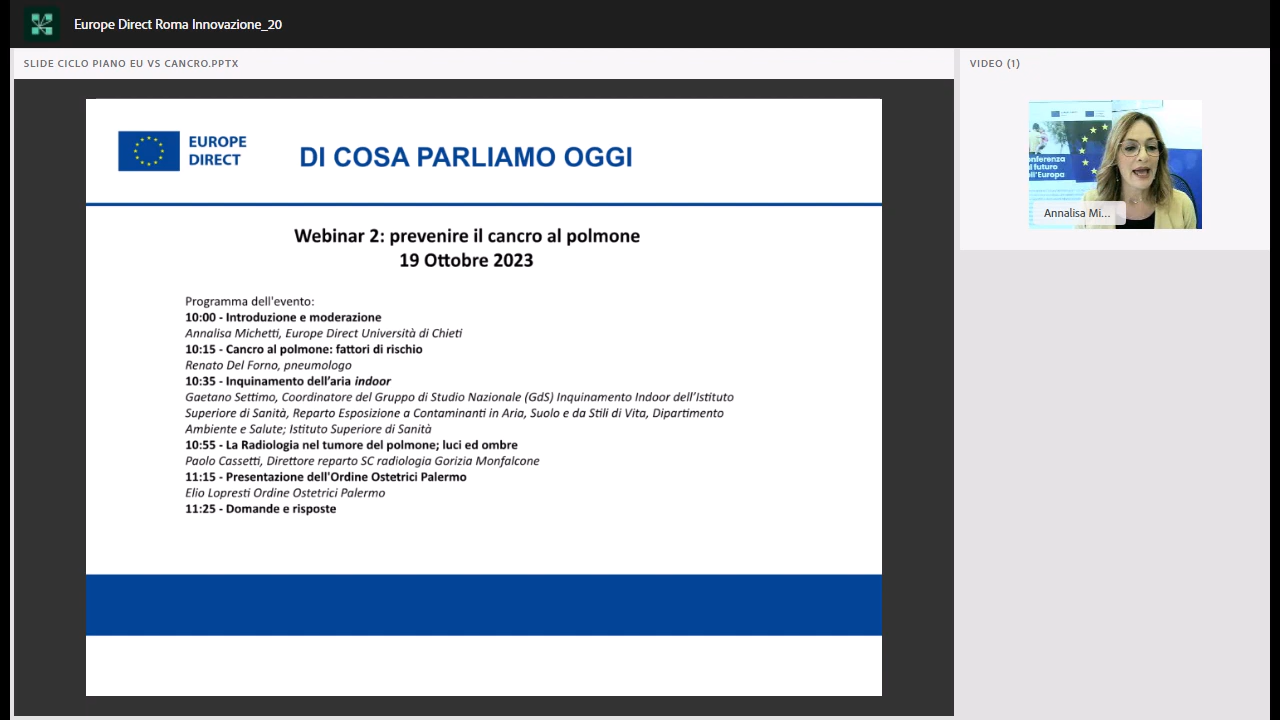 Europe Direct Roma Innovazione_20
SLIDE CICLO PIANO EU VS CANCRO.PPTX
VIDEO (1)
EUROPE
DIRECT
DI COSA PARLIAMO OGGI
Webinar 2: prevenire il cancro al polmone
19 Ottobre 2023
Programma dell'evento:
10:00 - Introduzione e moderazione
Annalisa Michetti, Europe Direct Università di Chieti
10:15 - Cancro al polmone: fattori di rischio
Renato Del Forno, pneumologo
10:35 - Inquinamento dell’aria indoor
Gaetano Settimo, Coordinatore del Gruppo di Studio Nazionale (GdS) Inquinamento Indoor dell’Istituto
Superiore di Sanità, Reparto Esposizione a Contaminanti in Aria, Suolo e da Stili di Vita, Dipartimento
Ambiente e Salute; Istituto Superiore di Sanità
10:55 - La Radiologia nel tumore del polmone; luci ed ombre
Paolo Cassetti, Direttore reparto SC radiologia Gorizia Monfalcone
11:15 - Presentazione dell'Ordine Ostetrici Palermo
Elio Lopresti Ordine Ostetrici Palermo
11:25 - Domande e risposte
futuro
Europa
Annalisa Mi...